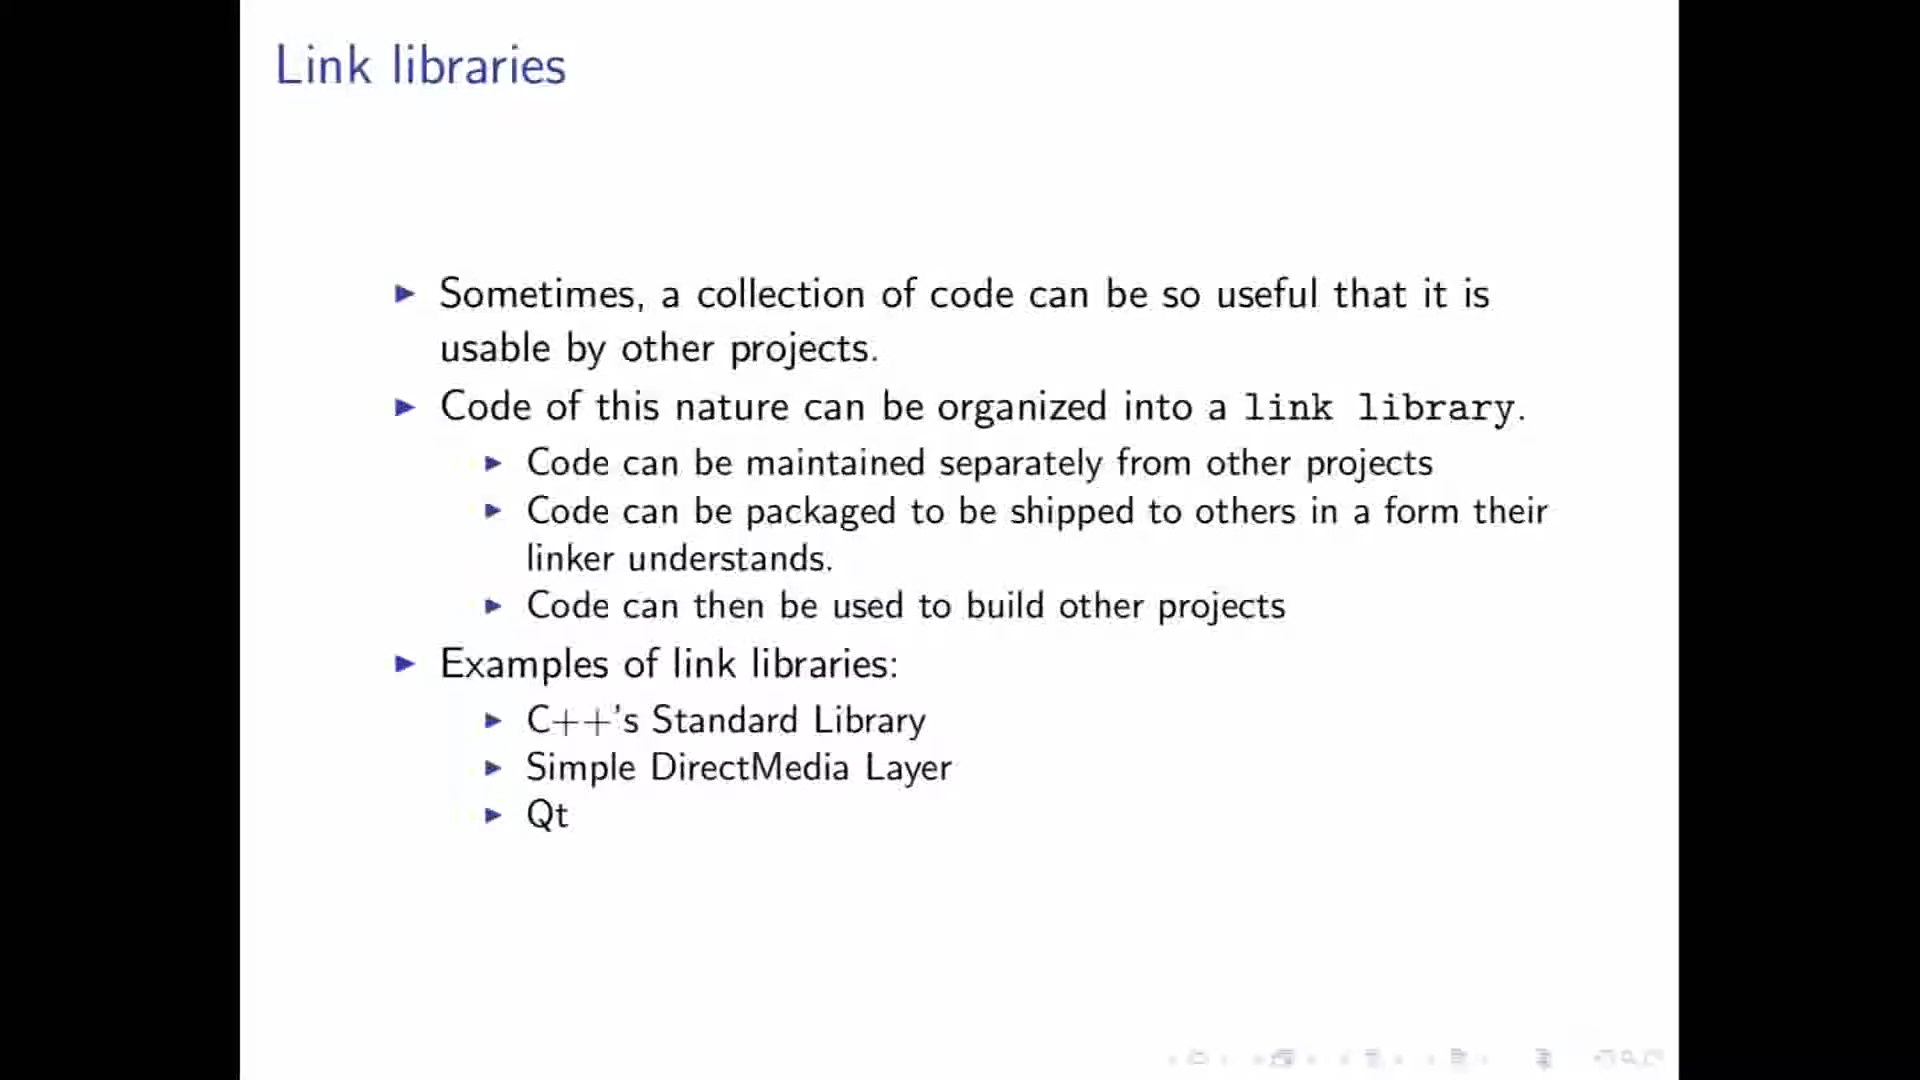 Link libraries
Sometimes, a collection of code can be so useful that it is
usable by other projects.
Code of this nature can be organized into a link library.
Code can be maintained separately from other projects
Code can be packaged to be shipped to others in a form their
linker understands.
Code can then be used to build other projects
Examples of link libraries:
C++'s Standard Library
Simple DirectMedia Layer
Qt